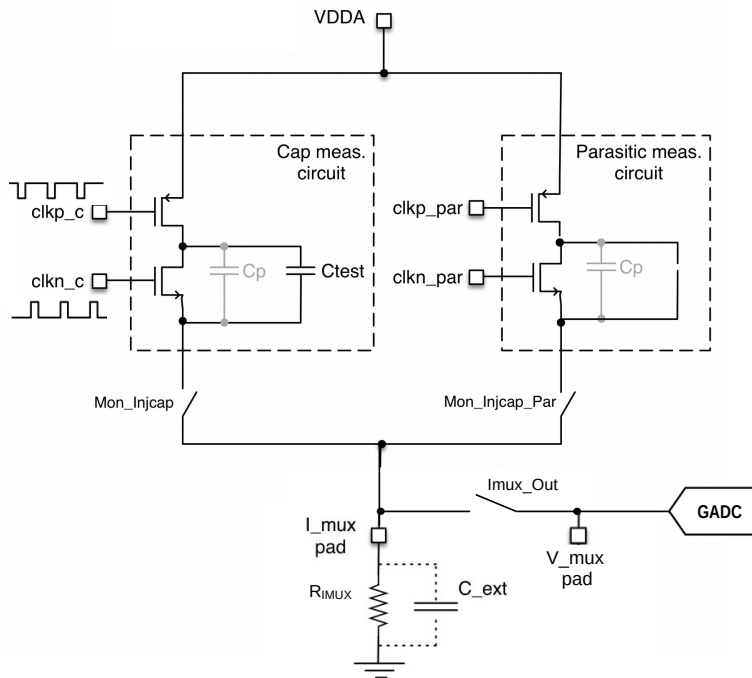 VDDA
Cap meas.
circuit
Parasitic meas.
circuit
clkp_c
clkp_par
clkn_c
Cp
Ctest
clkn_par
Cp
Mon_Injcap
Mon_Injcap_Par
Imux_Out
GADC
I_mux
pad
V_mux
pad
RIMUX
C_ext